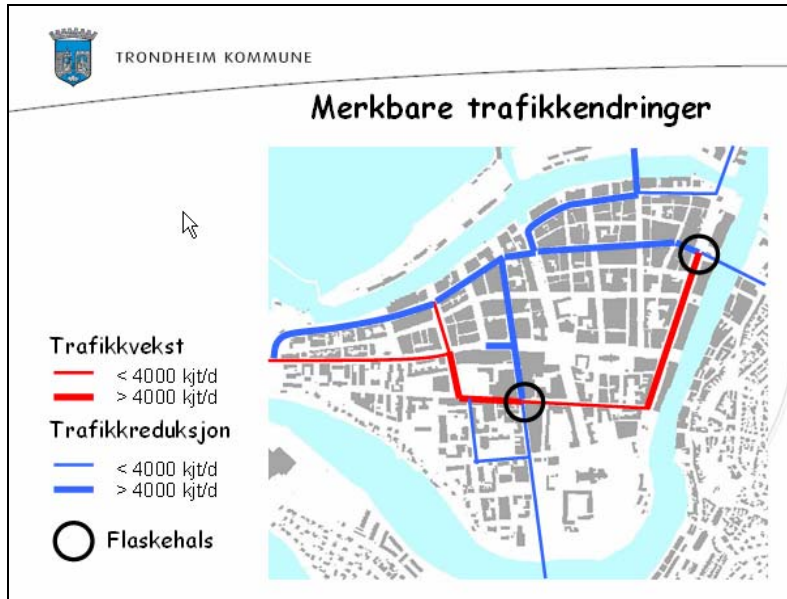 TRONDHEIM KOMMUNE
Merkbare trafikkendringer
Trafikkvekst
< 4000 kjt/d
> 4000 kjt/d
Trafikkreduksjon
< 4000 kjt/d
> 4000 kjt/d
Flaskehals